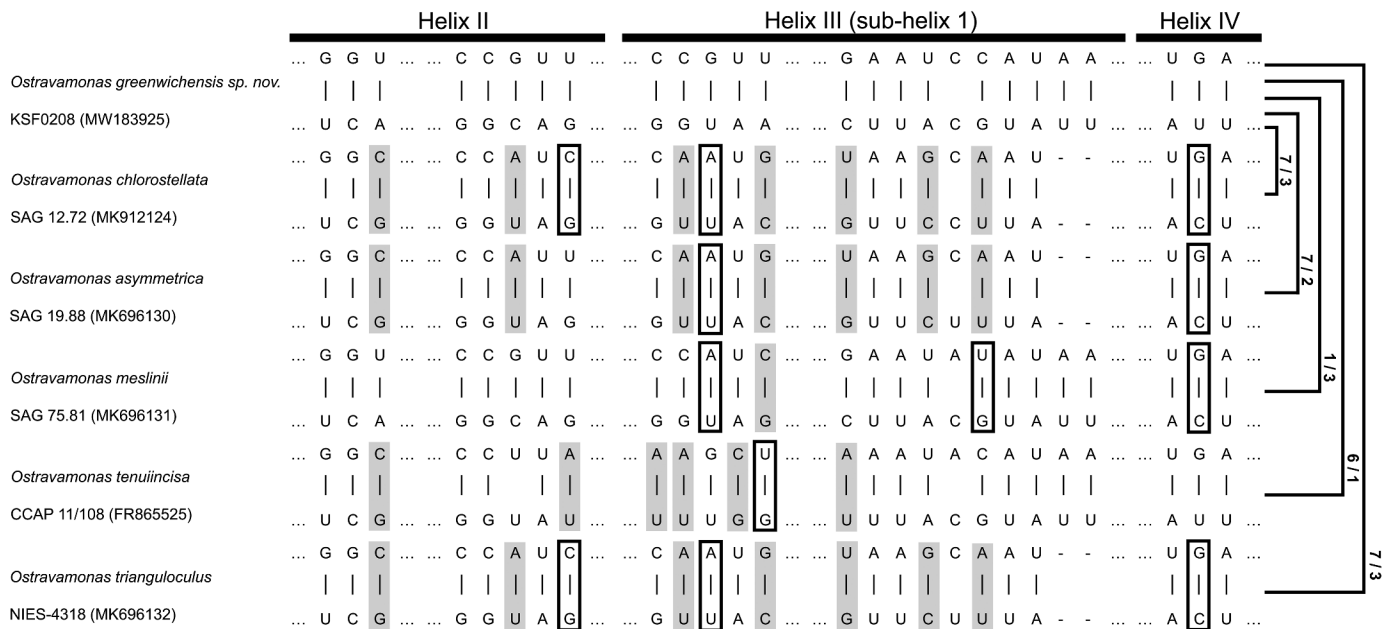 Helix II Helix III (sub-helix 1) Helix IV
... G G U ... ... C C G U U ... ... C C G U U ... ... G A A U C C A U A A ... ... U G A ...
Ostravamonas greenwichensis sp. nov.
KSF0208 (MW183925) ... U C A ... ... G G C A G ... ... G G U A A ... ... C U U A C G U A U U ... ... A U U ...
... G G C ... ... C C A U C ... ... C A A U G ... ... U A A G C A A U - - ... ... U G A ...
Ostravamonas chlorostellata
SAG 12.72 (MK912124) ... U C G ... ... G G U A G ... ... G U U A C ... ... G U U C C U U A - - ... ... A C U ...
... G G C ... ... C C A U U ... ... C A A U G ... ... U A A G C A A U - - ... ... U G A ...
Ostravamonas asymmetrica
SAG 19.88 (MK696130) ... U C G ... ... G G U A G ... ... G U U A C ... ... G U U C U U U A - - ... ... A C U ...
... G G U ... ... C C G U U ... ... C C A U C ... ... G A A U A U A U A A ... ... U G A ...
Ostravamonas meslinii
SAG 75.81 (MK696131) ... U C A ... ... G G C A G ... ... G G U A G ... ... C U U A C G U A U U ... ... A C U ...
... G G C ... ... C C U U A ... ... A A G C U ... ... A A A U A C A U A A ... ... U G A ...
Ostravamonas tenuiincisa
CCAP 11/108 (FR865525) ... U C G ... ... G G U A U ... ... U U U G G ... ... U U U A C G U A U U ... ... A U U ...
... G G C ... ... C C A U C ... ... C A A U G ... ... U A A G C A A U - - ... ... U G A ...
Ostravamonas trianguloculus
NIES-4318 (MK696132) ... U C G ... ... G G U A G ... ... G U U A C ... ... G U U C U U U A - - ... ... A C U ...
7 / 3
7 / 2
1 / 3
6 / 1
7 / 3